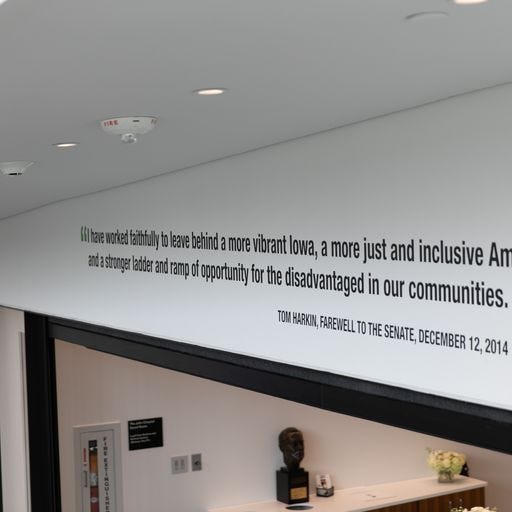 FIRE
“I have worked faithfully to leave behind a more vibrant Iowa, a more just and inclusive Am
and a stronger ladder and ramp of opportunity for the disadvantaged in our communities.
TOM HARKIN, FAREWELL TO THE SENATE, DECEMBER 12, 2014
FIRE EXTINGUISHER